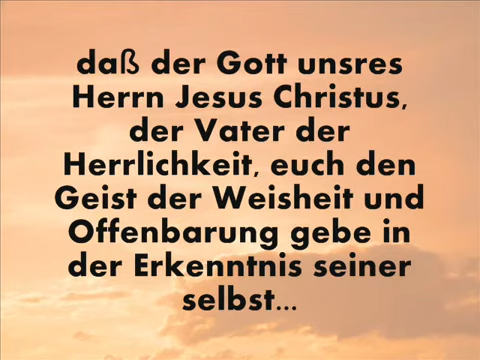 daß der Gott unsres
Herrn Jesus Christus,
der Vater der
Herrlichkeit, euch den
Geist der Weisheit und
Offenbarung gebe in
der Erkenntnis seiner
selbst...